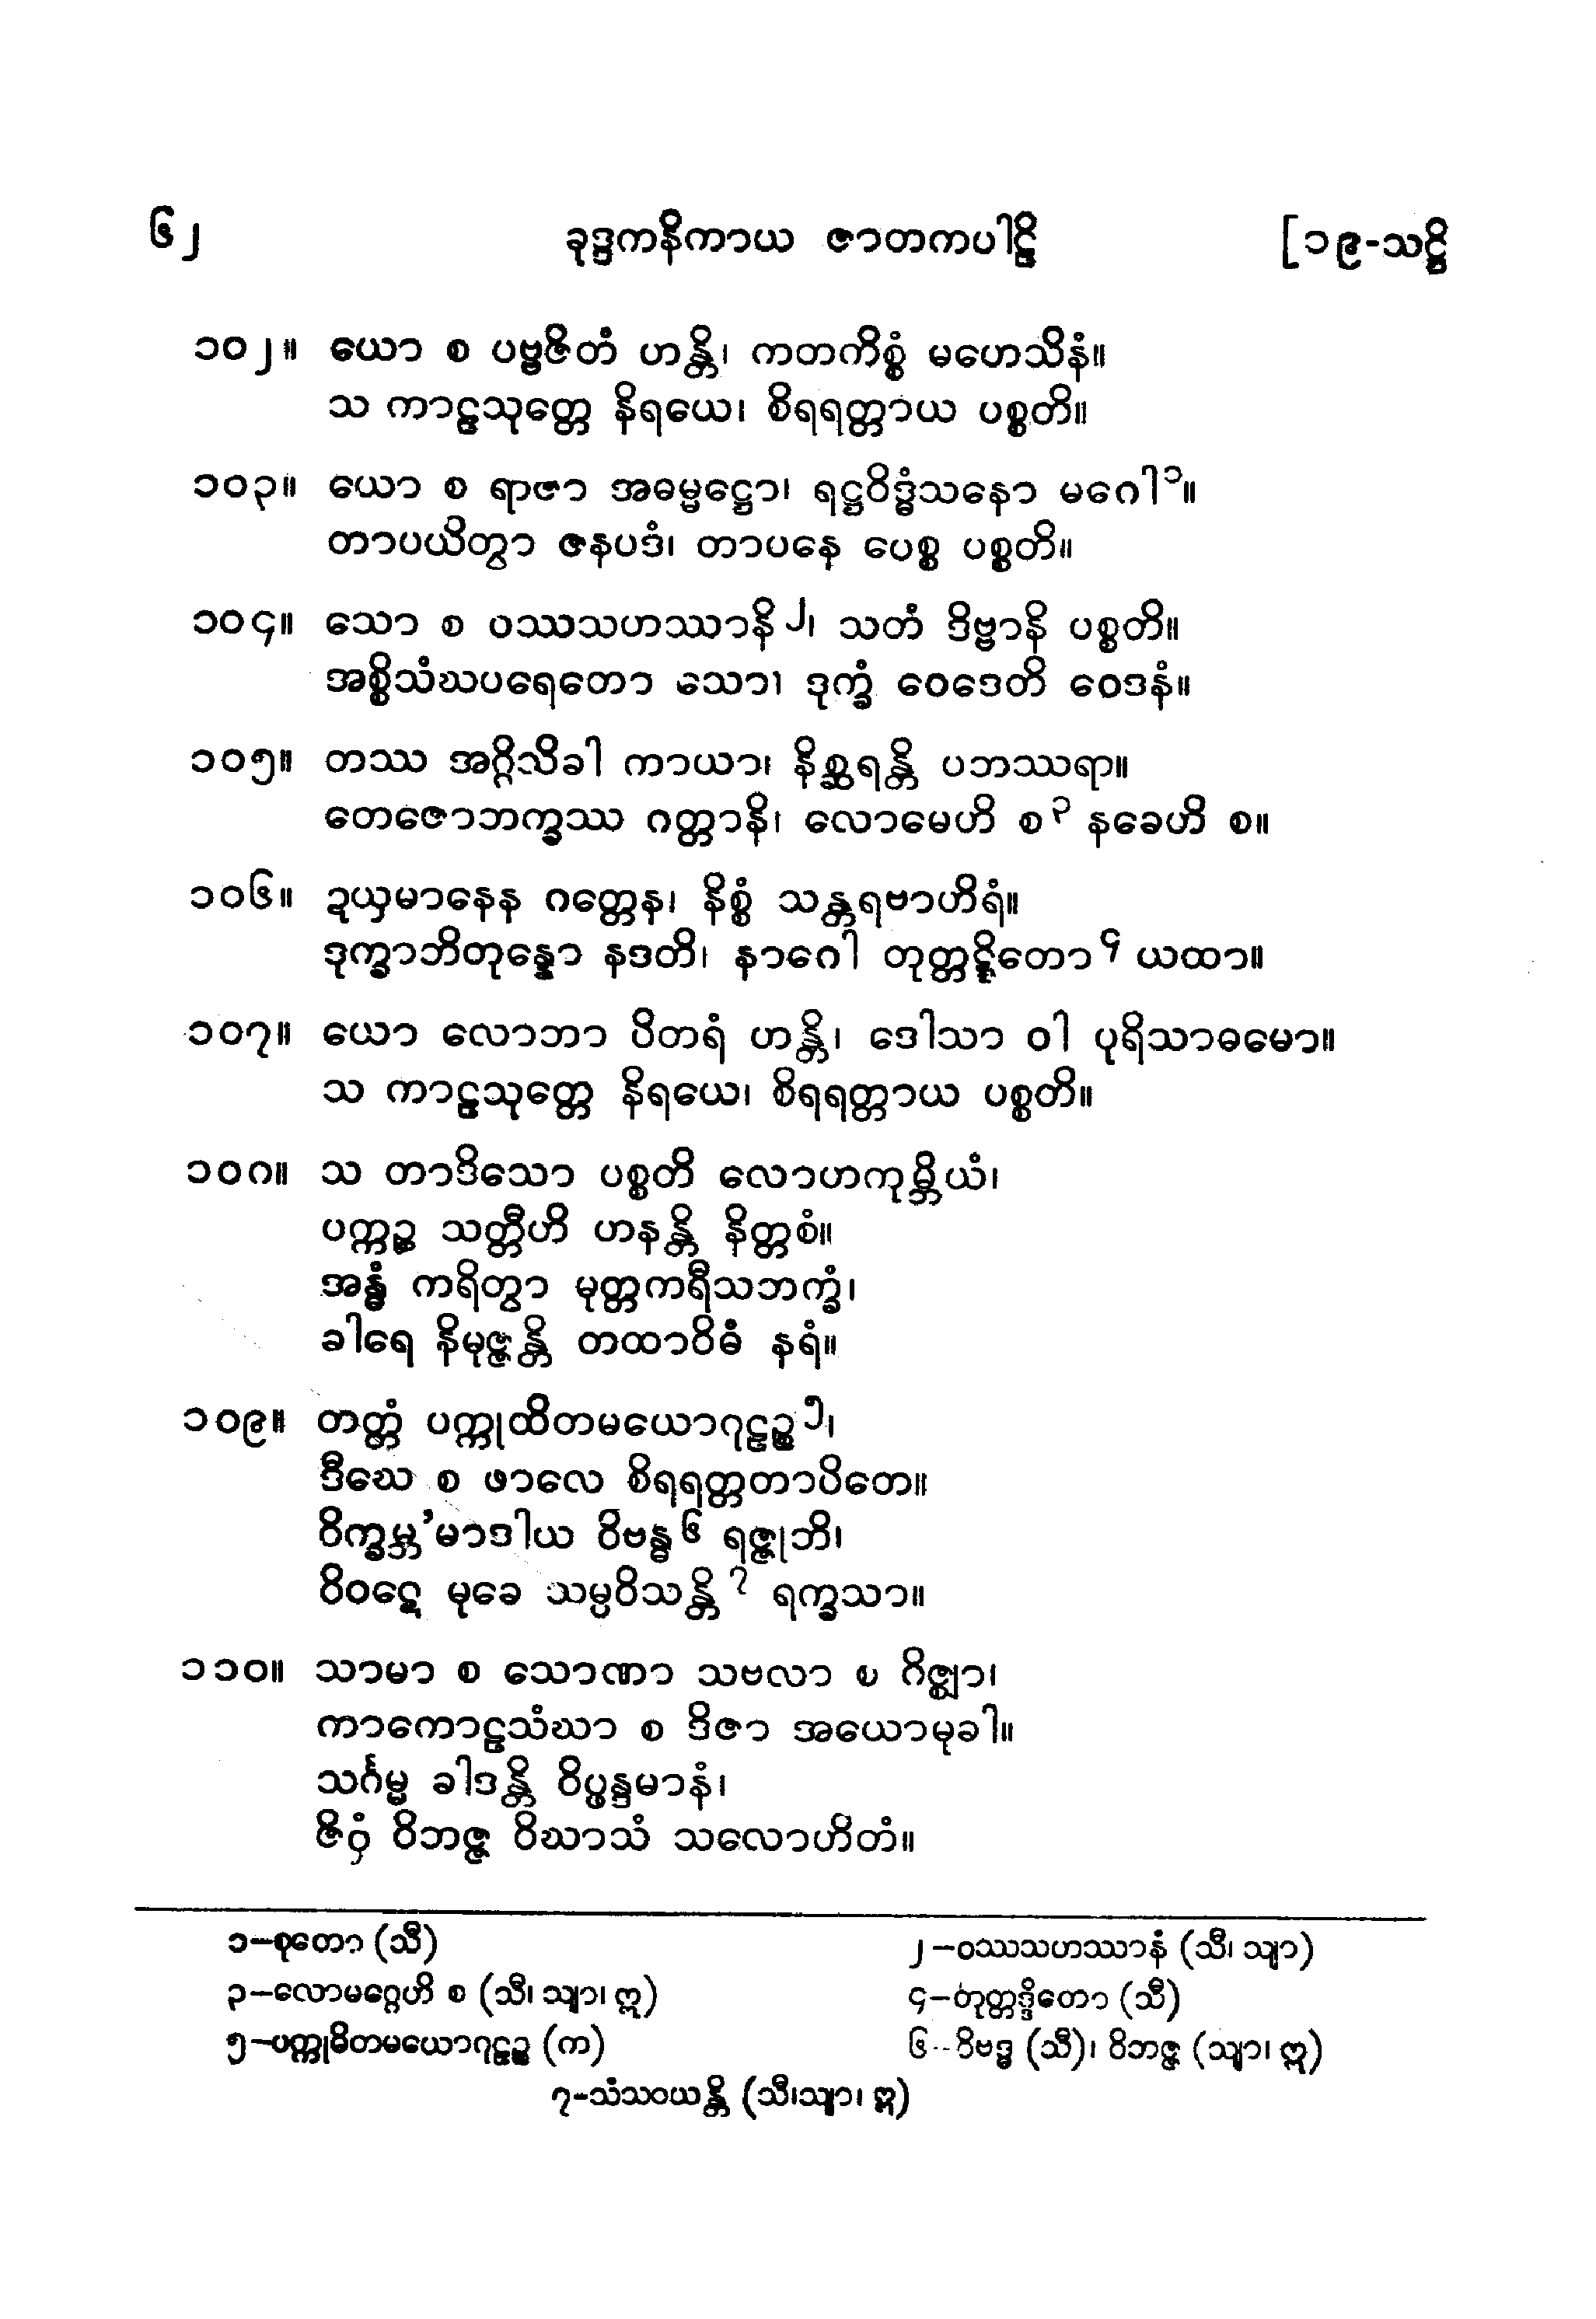 ၆၂ ခုဒ္ဒကနိကာယ ဇာတကပါဠိ [၁၉-သဋ္ဌိ
၁၀၂။ ယော စ ပဗ္ဗဇိတံ ဟန္တိ၊ ကတကိစ္စံ မဟေသိနံ။
သ ကာဠသုတ္တေ နိရယေ၊ စိရရတ္တာယ ပစ္စတိ။
၁၀၃။ ယော စ ရာဇာ အဓမ္မဋ္ဌော၊ ရဋ္ဌဝိဒ္ဓံသနော မဂေါ၁။
တာပယိတွာ ဇနပဒံ၊ တာပနေ ပေစ္စ ပစ္စတိ။
၁၀၄။ သော စ ဝဿသဟဿာနိ၂၊ သတံ ဒိဗ္ဗာနိ ပစ္စတိ။
အစ္စိသံဃပရေတော သော၊ ဒုက္ခံ ဝေဒေတိ ဝေဒနံ။
၁၀၅။ တဿ အဂ္ဂိသိခါ ကာယာ၊ နိစ္ဆရန္တိ ပဘဿရာ။
တေဇောဘက္ခဿ ဂတ္တာနိ၊ လောမေဟိ စ၃ နခေဟိ စ။
၁၀၆။ ဍယှမာနေန ဂတ္တေန၊ နိစ္စံ သန္တရဗာဟိရံ။
ဒုက္ခာဘိတုန္နော နဒတိ၊ နာဂေါ တုတ္တဋ္ဋိတော၄ ယထာ။
၁၀၇။ ယော လောဘာ ပိတရံ ဟန္တိ၊ ဒေါသာ ဝါ ပုရိသာဓမော။
သ ကာဠသုတ္တေ နိရယေ၊ စိရရတ္တာယ ပစ္စတိ။
၁၀၈။ သ တာဒိသော ပစ္စတိ လောဟကုမ္ဘိယံ၊
ပက္ကဉ္စ သတ္တီဟိ ဟနန္တိ နိတ္တစံ။
အန္ဓံ ကရိတွာ မုတ္တကရီသဘက္ခံ၊
ခါရေ နိမုဇ္ဇန္တိ တထာဝိဓံ နရံ။
၁၀၉။ တတ္တံ ပက္ကုထိတမယောဂုဠဉ္စ၅၊
ဒီဃေ စ ဖာလေ စိရရတ္တတာပိတေ။
ဝိက္ခမ္ဘ’မာဒါယ ဝိဗန္ဓ၆ ရဇ္ဇုဘိ၊
ဝိဝဋေ မုခေ သမ္ပဝိသန္တိ၇ ရက္ခသာ။
၁၁၀။ သာမာ စ သောဏာ သဗလာ စ ဂိဇ္ဈာ၊
ကာကောဠသံဃာ စ ဒိဇာ အယောမုခါ။
သင်္ဂမ္မ ခါဒန္တိ ဝိပ္ဖန္ဒမာနံ၊
ဇိဝှံ ဝိဘဇ္ဇ ဝိဃာသံ သလောဟိတံ။
၁–စုတော (သီ) ၂–ဝဿသဟဿာနံ (သီ၊ သျာ)
၃–လောမဂ္ဂေဟိ စ (သီ၊ သျာ၊ ဣ) ၄–တုတ္တဒ္ဒိတော (သီ)
၅–ပက္ကုဓိတမယောဂုဠဉ္စ (က) ၆–ဝိဗဒ္ဓ (သီ)၊ ဝိဘဇ္ဇ (သျာ၊ ဣ)
၇-သံသဝယန္တိ (သီ၊သျာ၊ ဣ)